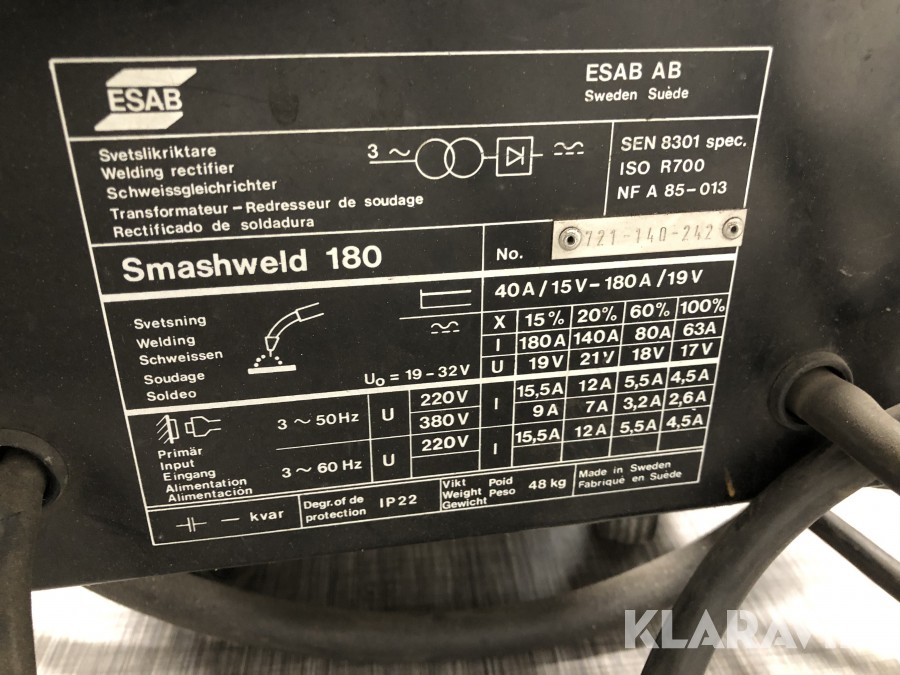 ESAB
ESAB AB
Sweden Suède
Svetslikriktare
Welding rectifier
Schweissgleichrichter
Transformateur – Redresseur de soudage
Rectificado de soldadura
3 ~
SEN 8301 spec.
ISO R700
NF A 85-013
Smashweld 180
No. 721-140-242
Svetsning
Welding
Schweissen
Soudage
Soldeo
U₀ = 19 – 32V
40A/15V – 180A/19V
X 15% 20% 60% 100%
I 180A 140A 80A 63A
U 19V 21V 18V 17V
Primär
Input
Eingang
Alimentation
Alimentación
3 ~ 50Hz U 220V I 15,5A 12A 5,5A 4,5A
380V 9A 7A 3,2A 2,6A
3 ~ 60Hz U 220V I 15,5A 12A 5,5A 4,5A
— kvar
Degr. of de
protection IP22
Vikt Poid
Weight Peso
Gewicht
48 kg
Made in Sweden
Fabriqué en Suède